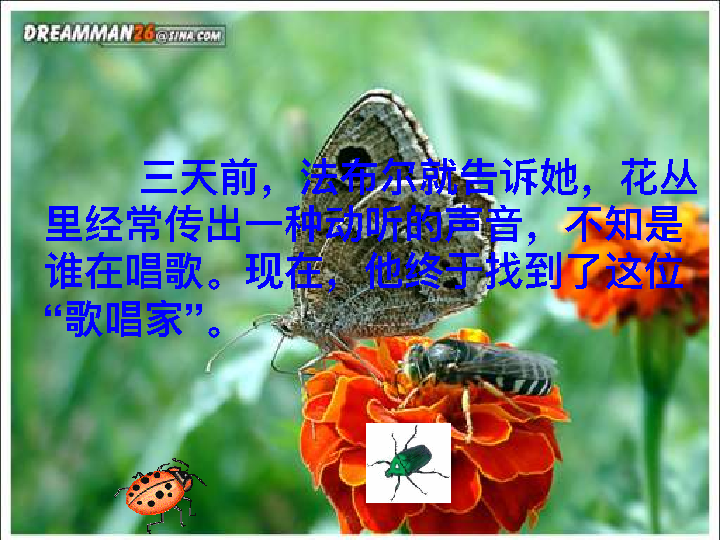 DREAMMAN26@SINA.COM
三天前，法布尔就告诉她，花丛
里经常传出一种动听的声音，不知是
谁在唱歌。现在，他终于找到了这位
“歌唱家”。